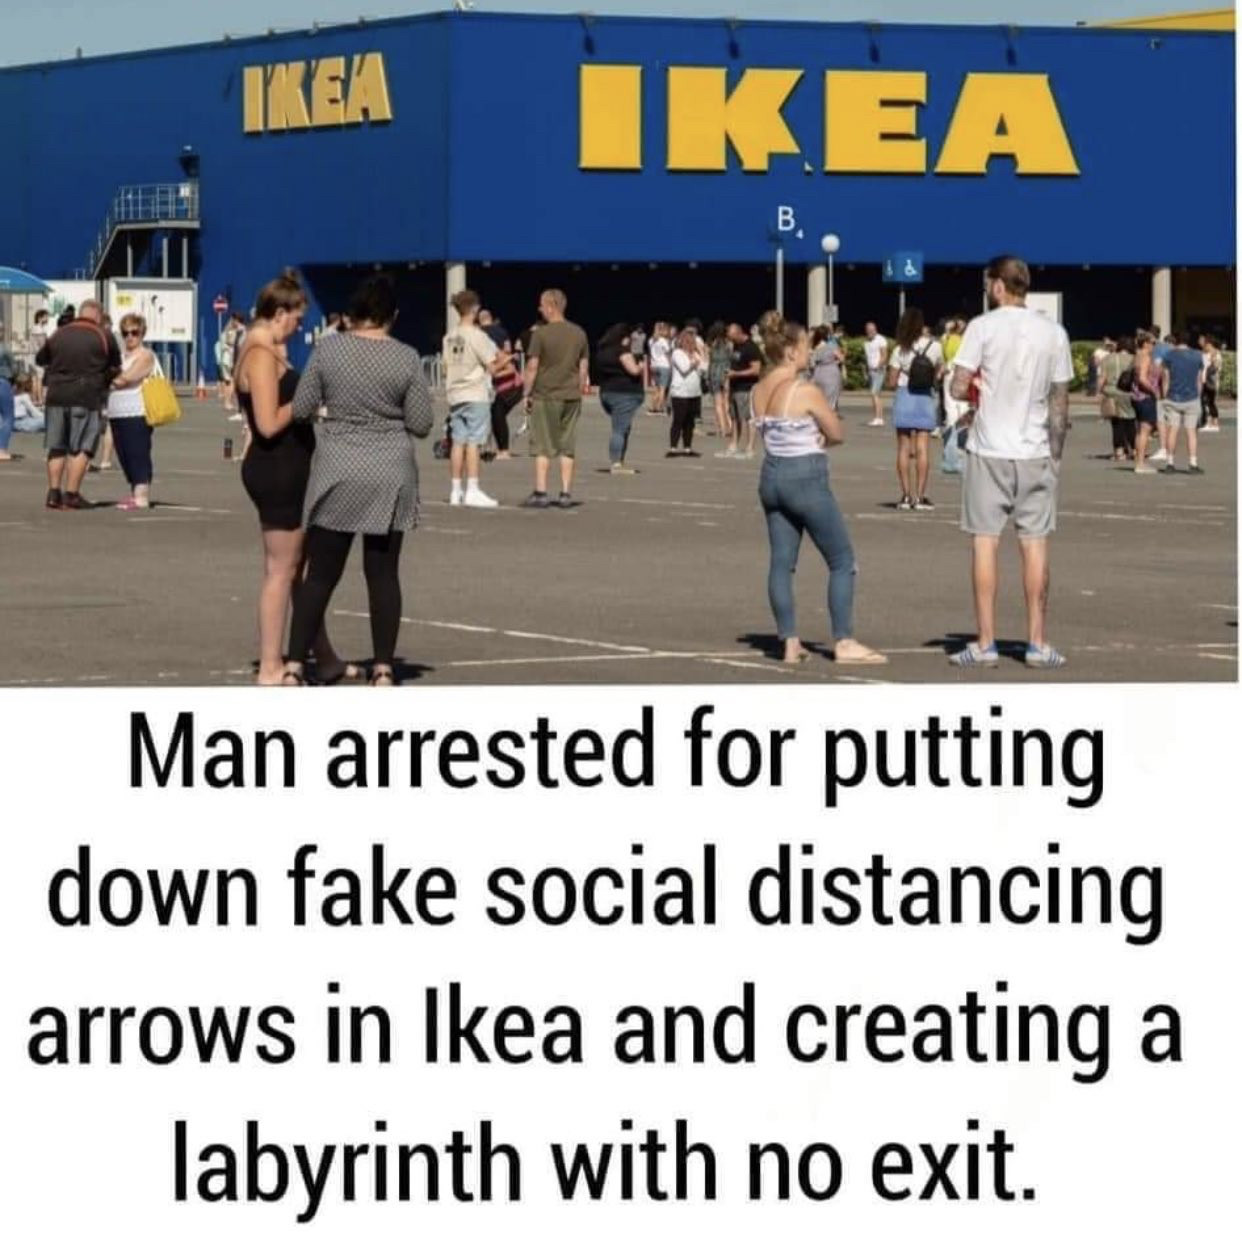 IKEA
IKEA
B
Man arrested for putting
down fake social distancing
arrows in Ikea and creating a
labyrinth with no exit.